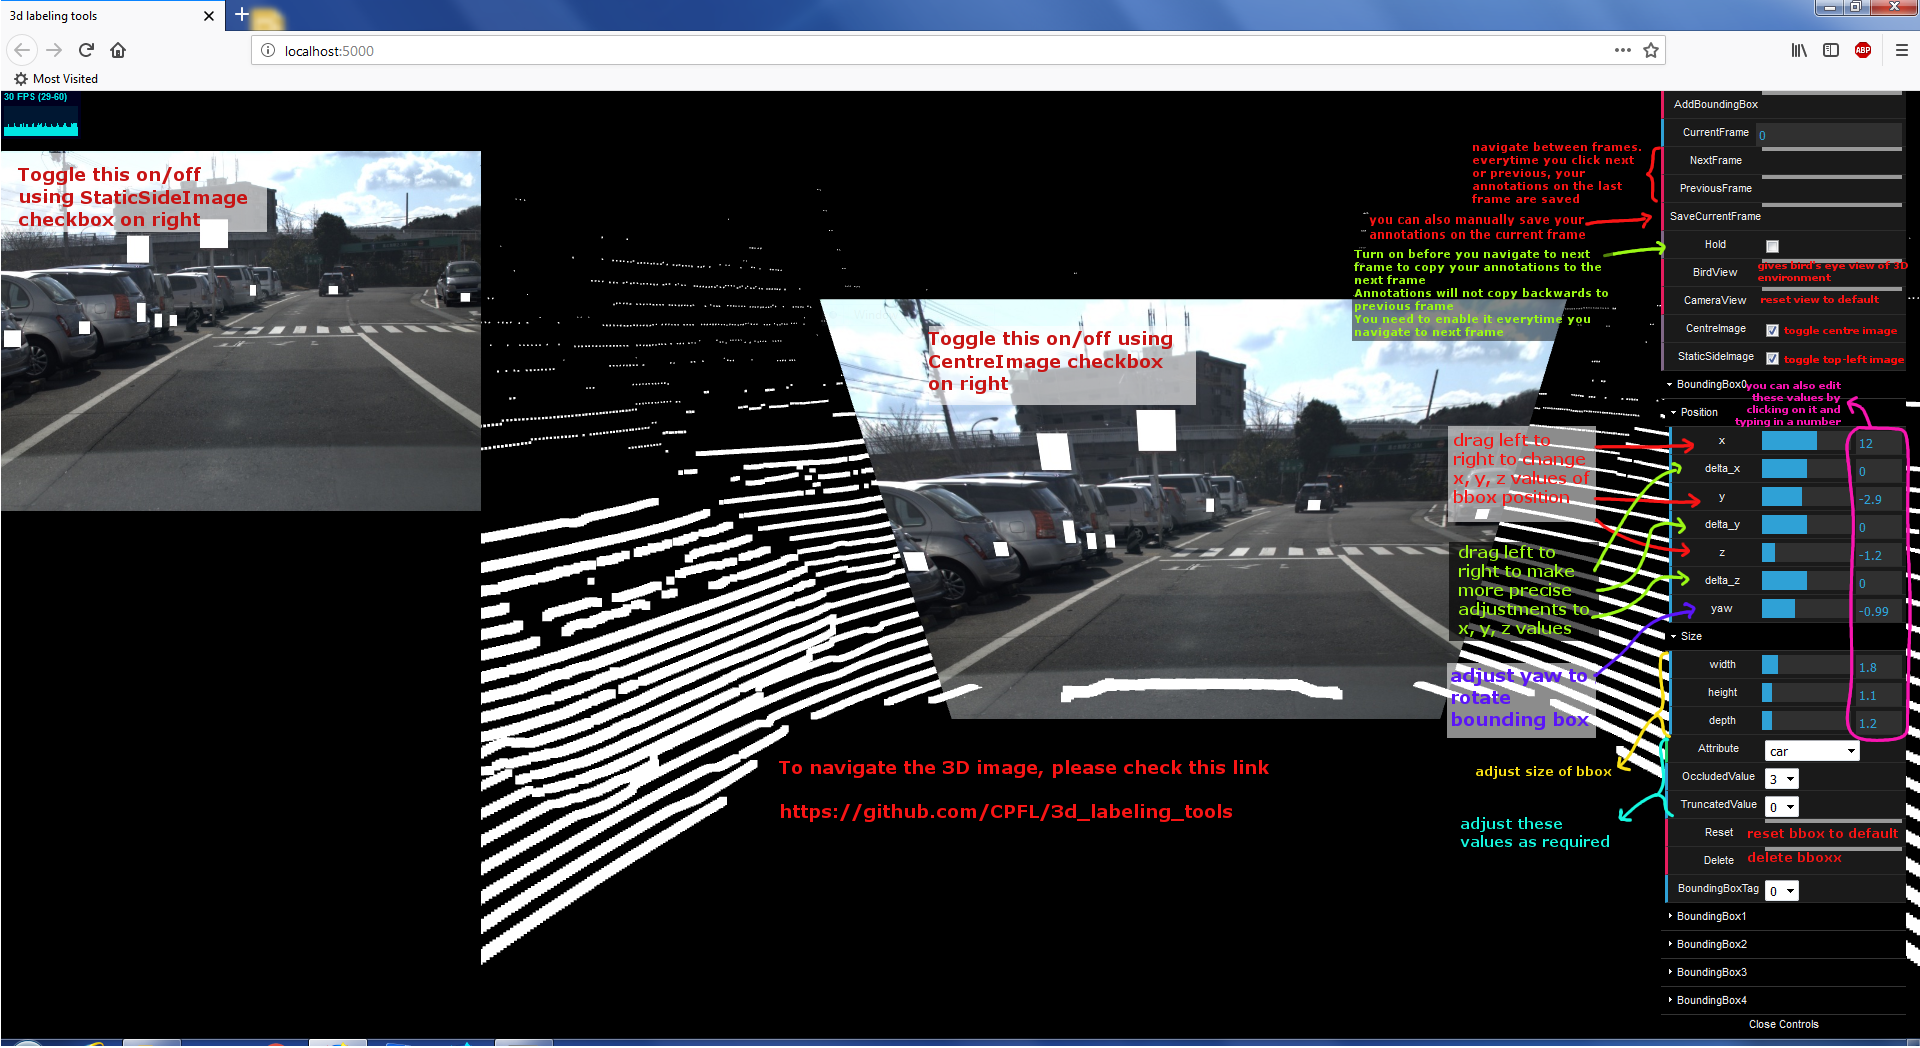 3d labeling tools
localhost:5000
Most Visited
30 FPS (29-60)
Toggle this on/off
using StaticSideImage
checkbox on right
Toggle this on/off using
CentreImage checkbox
on right
To navigate the 3D image, please check this link
https://github.com/CPFL/3d_labeling_tools
navigate between frames.
everytime you click next
or previous, your
annotations on the last
frame are saved
you can also manually save your
annotations on the current frame
Turn on before you navigate to next
frame to copy your annotations to the
next frame
Annotations will not copy backwards to
previous frame
You need to enable it everytime you
navigate to next frame
drag left to
right to change
x, y, z values of
bbox position
drag left to
right to make
more precise
adjustments to
x, y, z values
adjust yaw to
rotate
bounding box
adjust size of bbox
adjust these
values as required
ABP
AddBoundingBox
CurrentFrame 0
NextFrame
PreviousFrame
SaveCurrentFrame
Hold
BirdView gives bird's eye view of 3D
environment
CameraView reset view to default
CentreImage toggle centre image
StaticSideImage toggle top-left image
BoundingBox0
you can also edit
these values by
clicking on it and
typing in a number
Position
x 12
delta_x 0
y -2.9
delta_y 0
z -1.2
delta_z 0
yaw -0.99
Size
width 1.8
height 1.1
depth 1.2
Attribute car
OccludedValue 3
TruncatedValue 0
Reset reset bbox to default
Delete delete bboxx
BoundingBoxTag 0
BoundingBox1
BoundingBox2
BoundingBox3
BoundingBox4
Close Controls